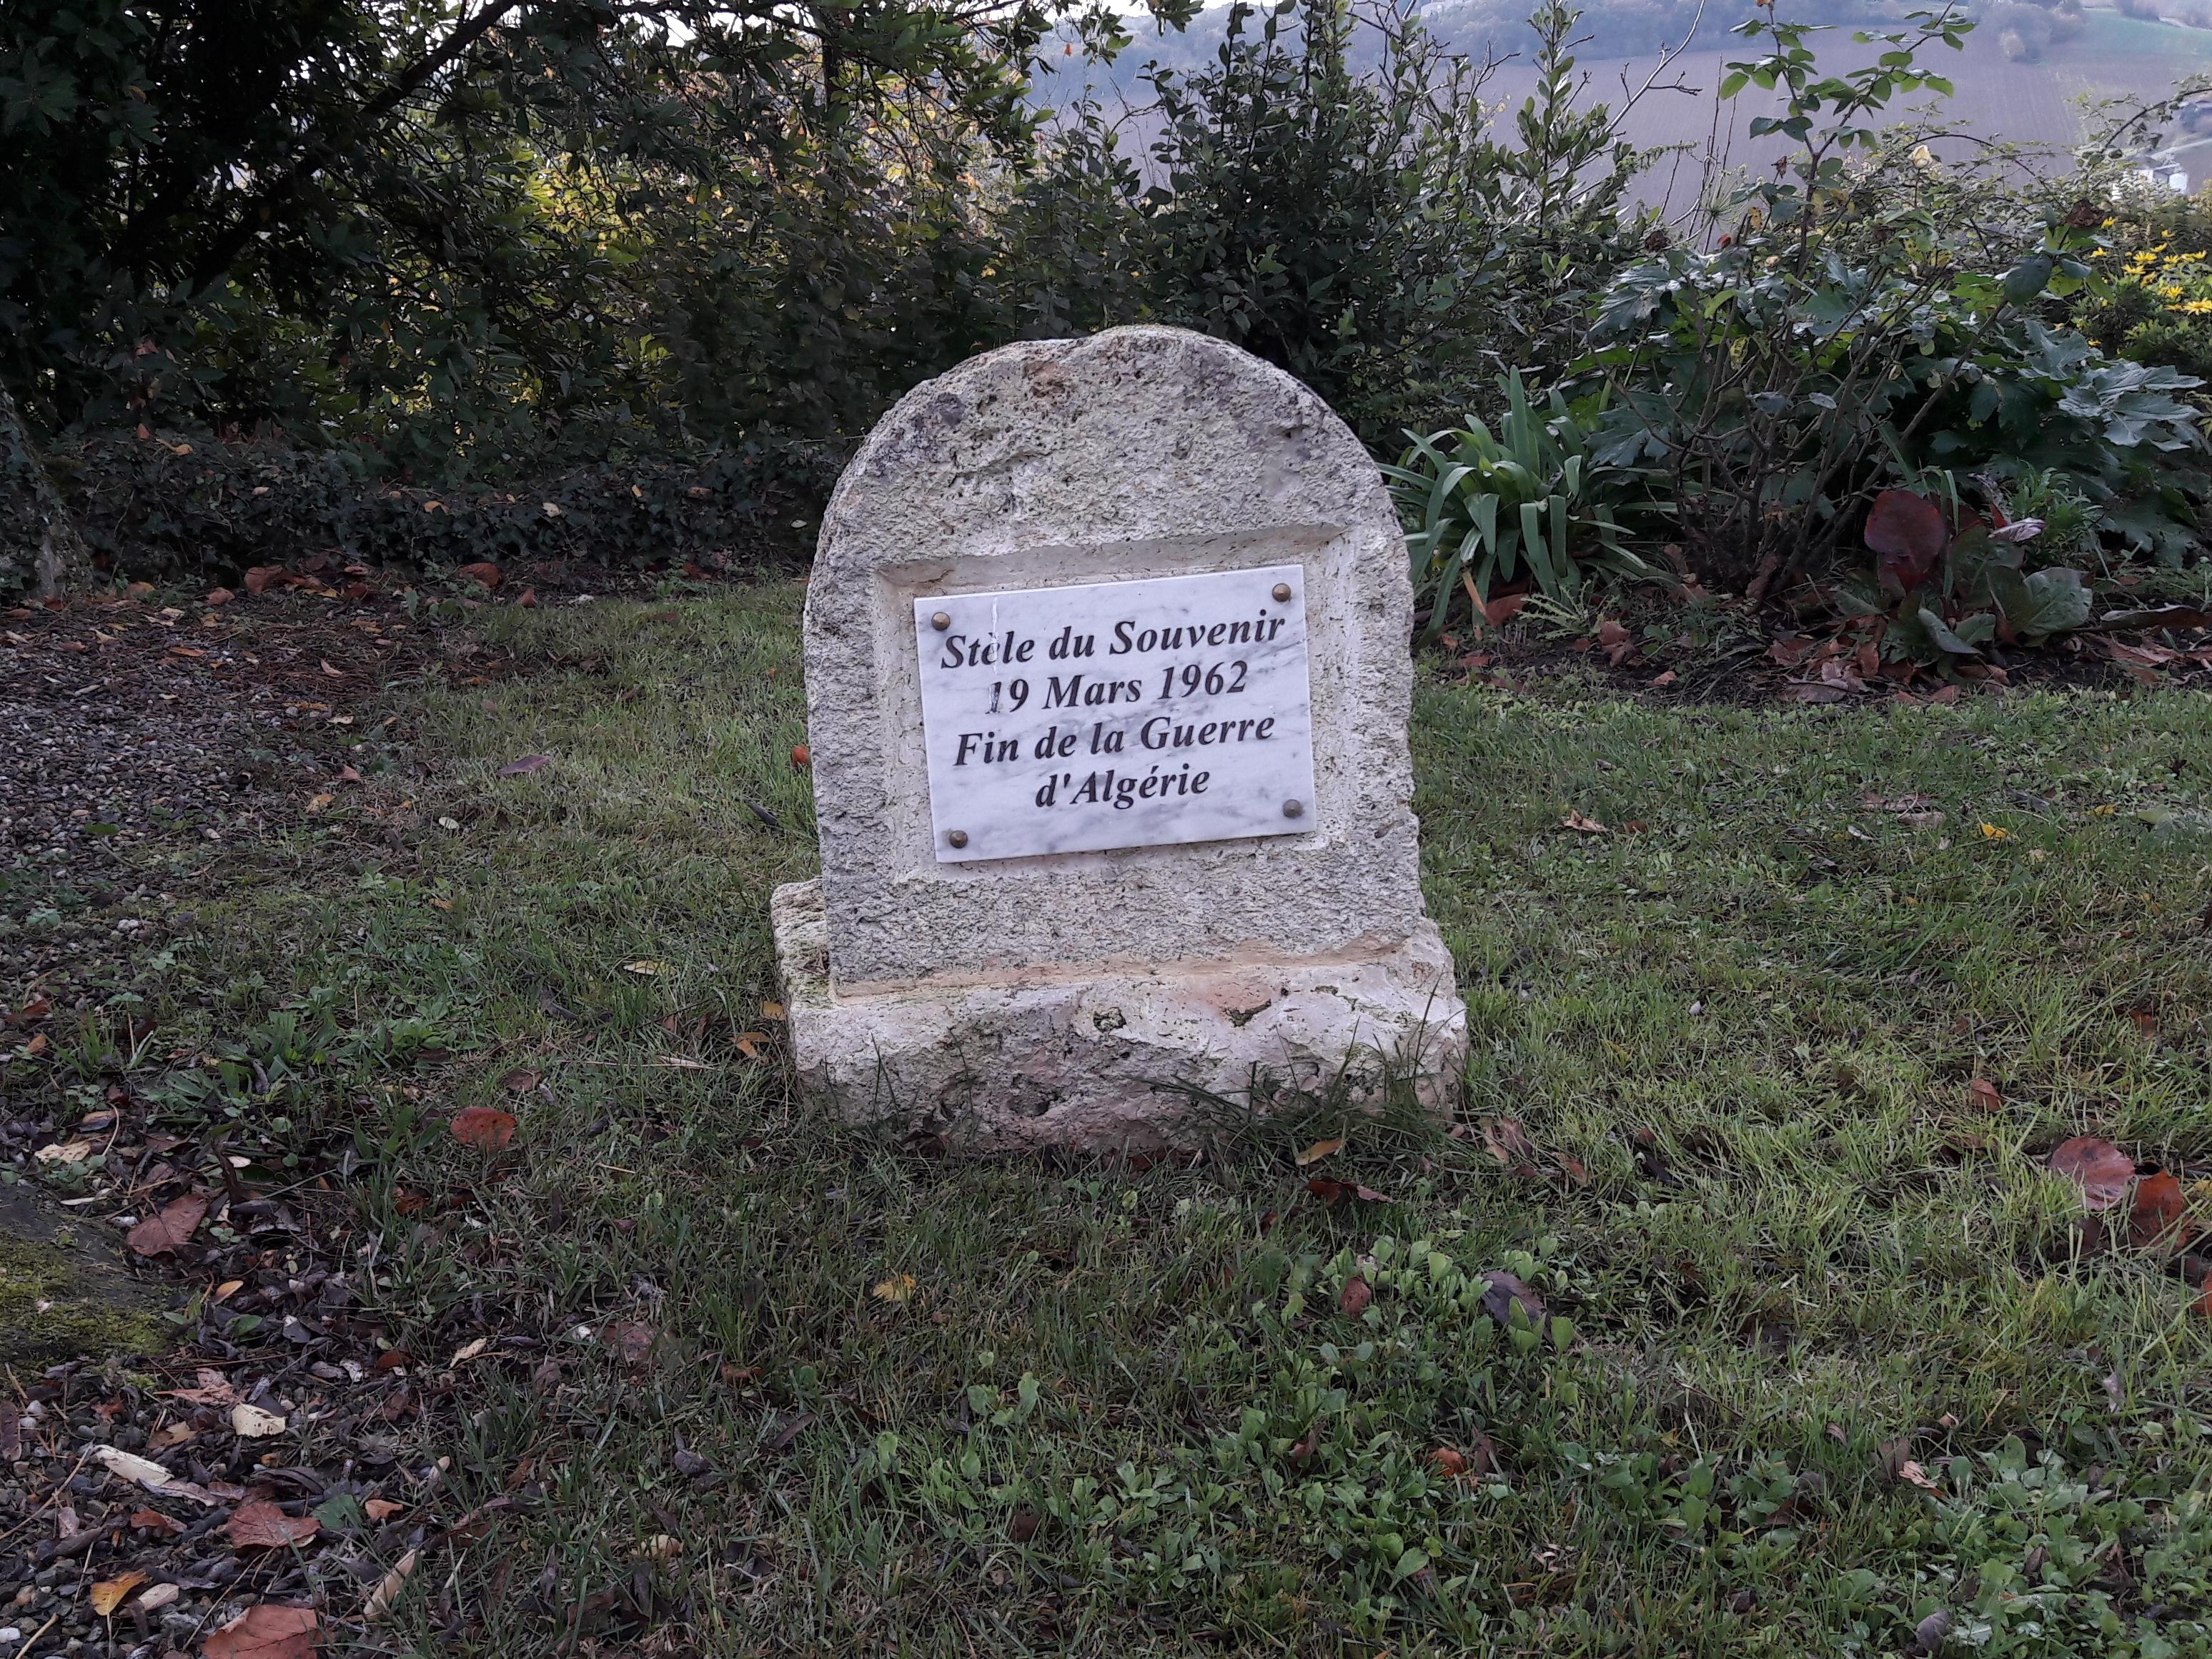 Stèle du Souvenir
19 Mars 1962
Fin de la Guerre
d'Algérie